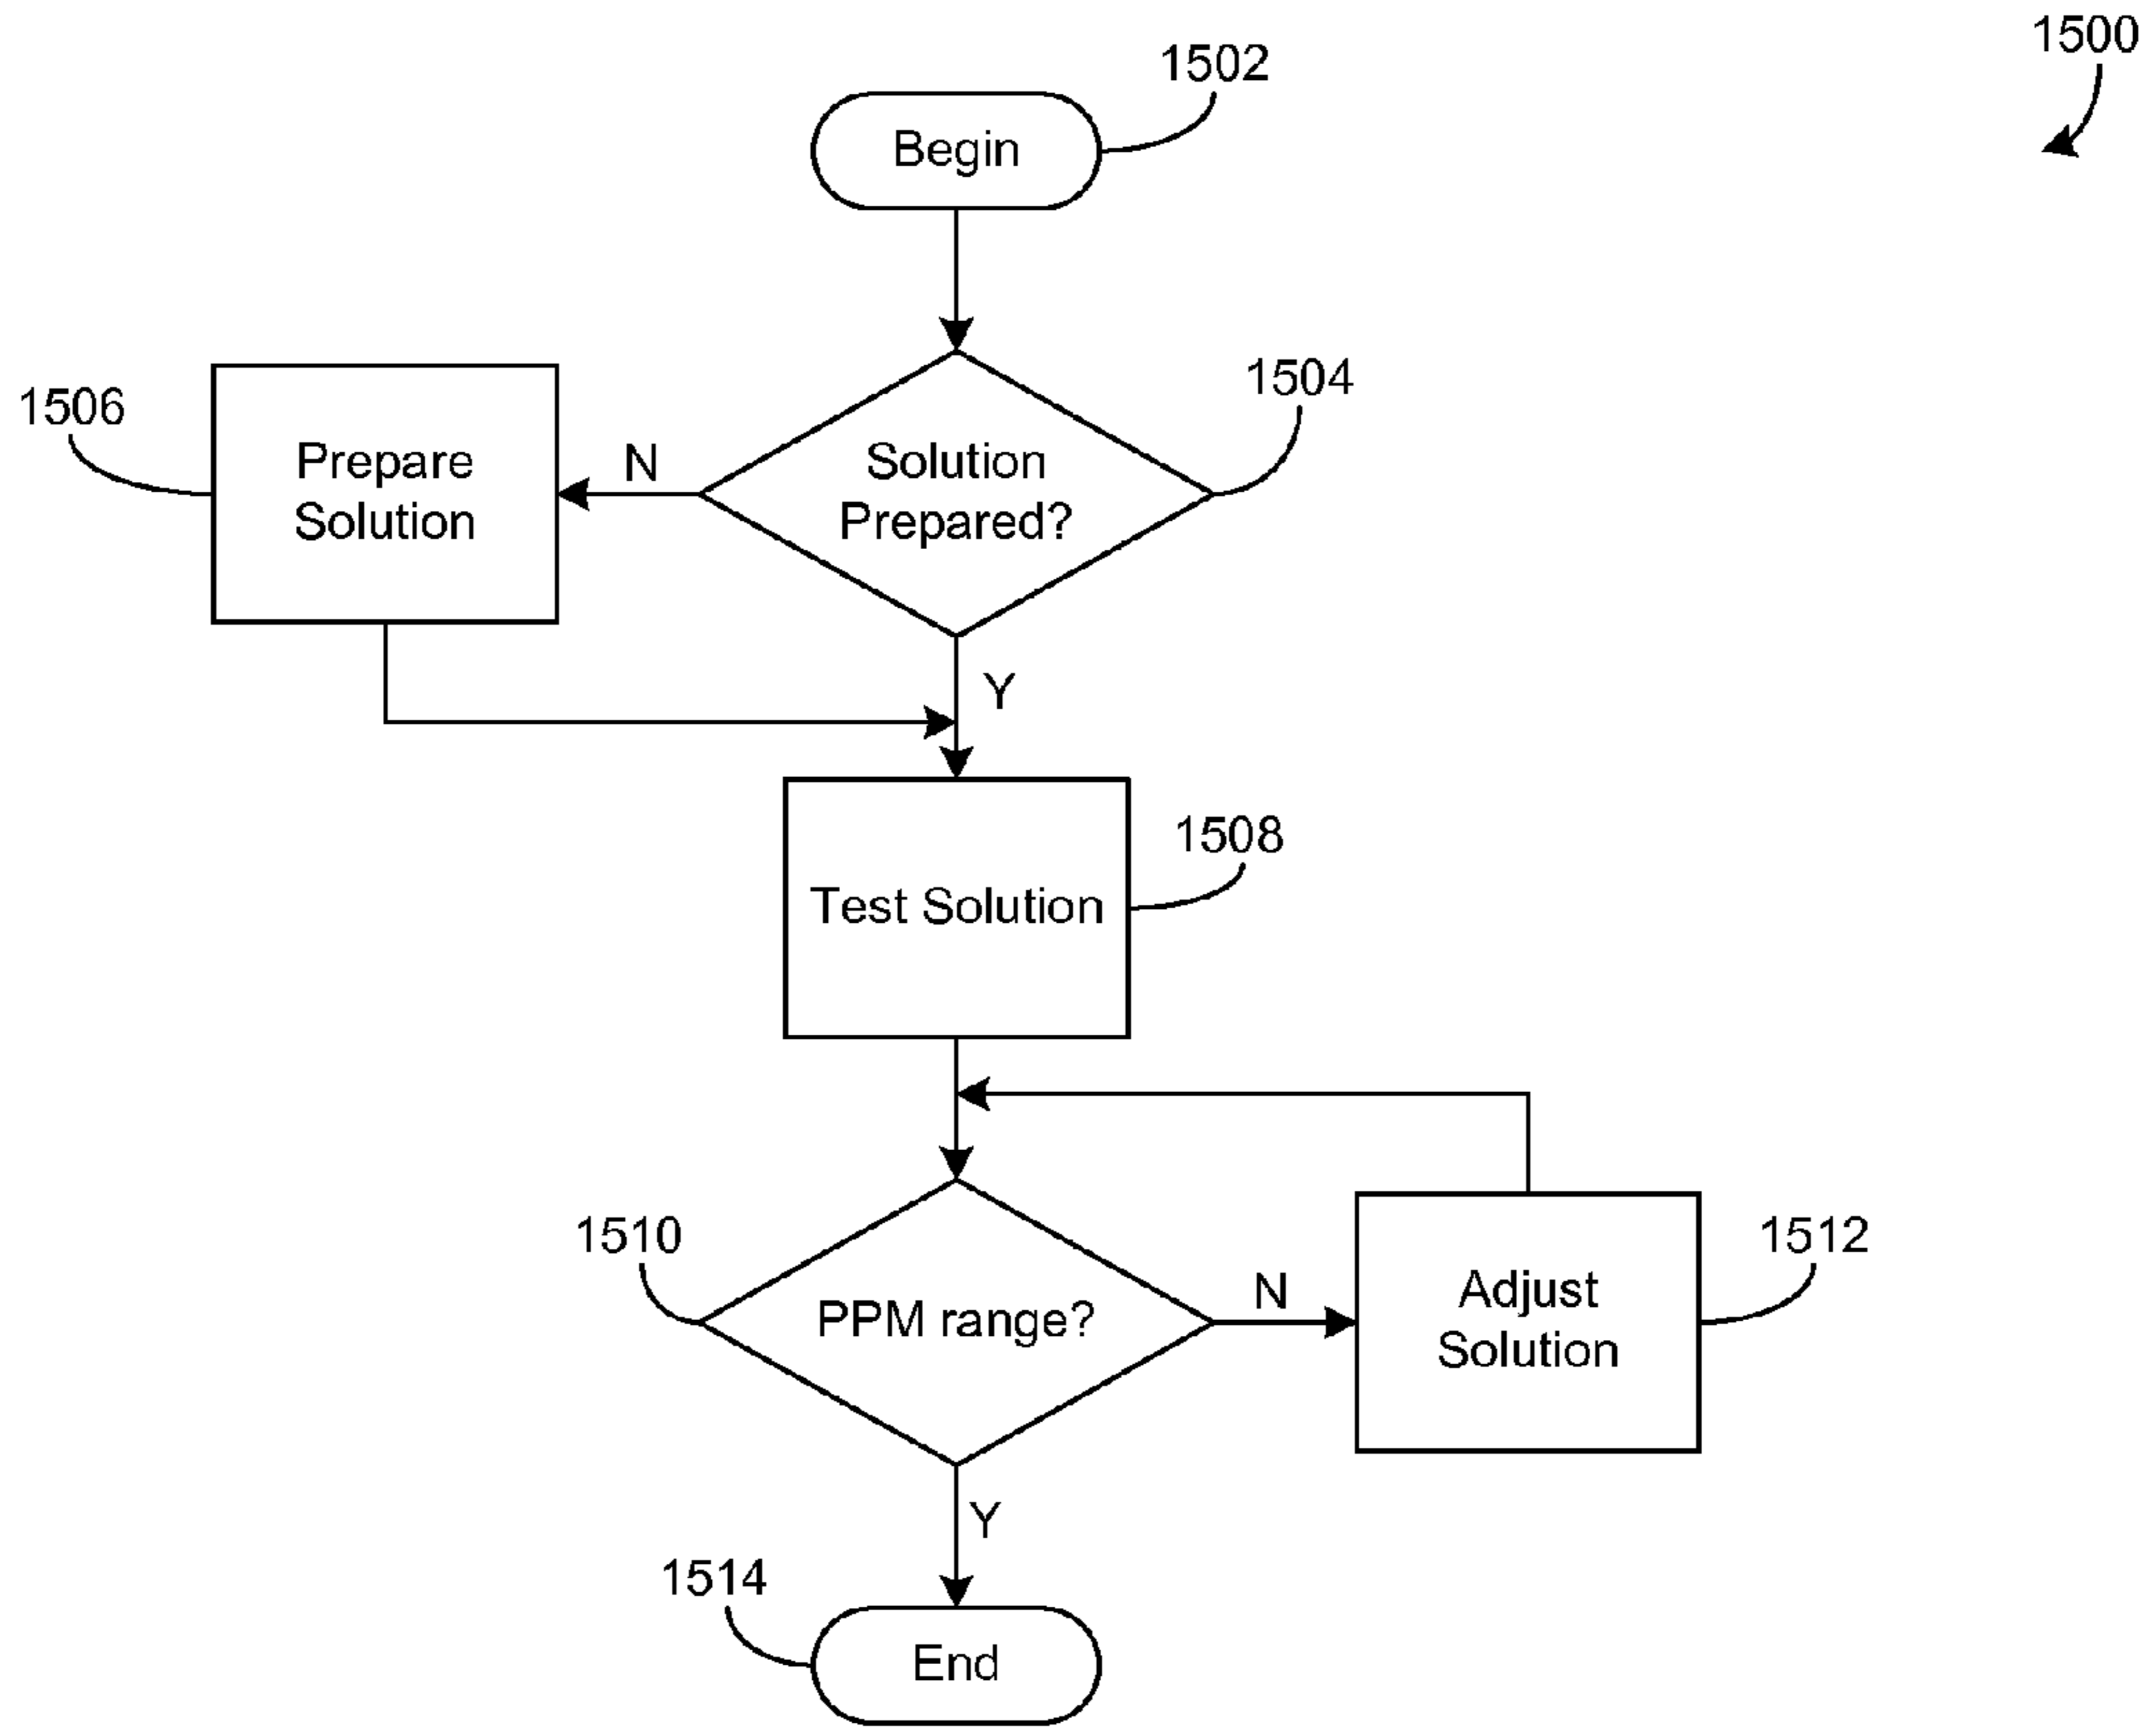 1500
1502
Begin
1504
1506
Prepare
Solution
N
Solution
Prepared?
Y
1508
Test Solution
1510
PPM range?
N
1512
Adjust
Solution
Y
1514
End